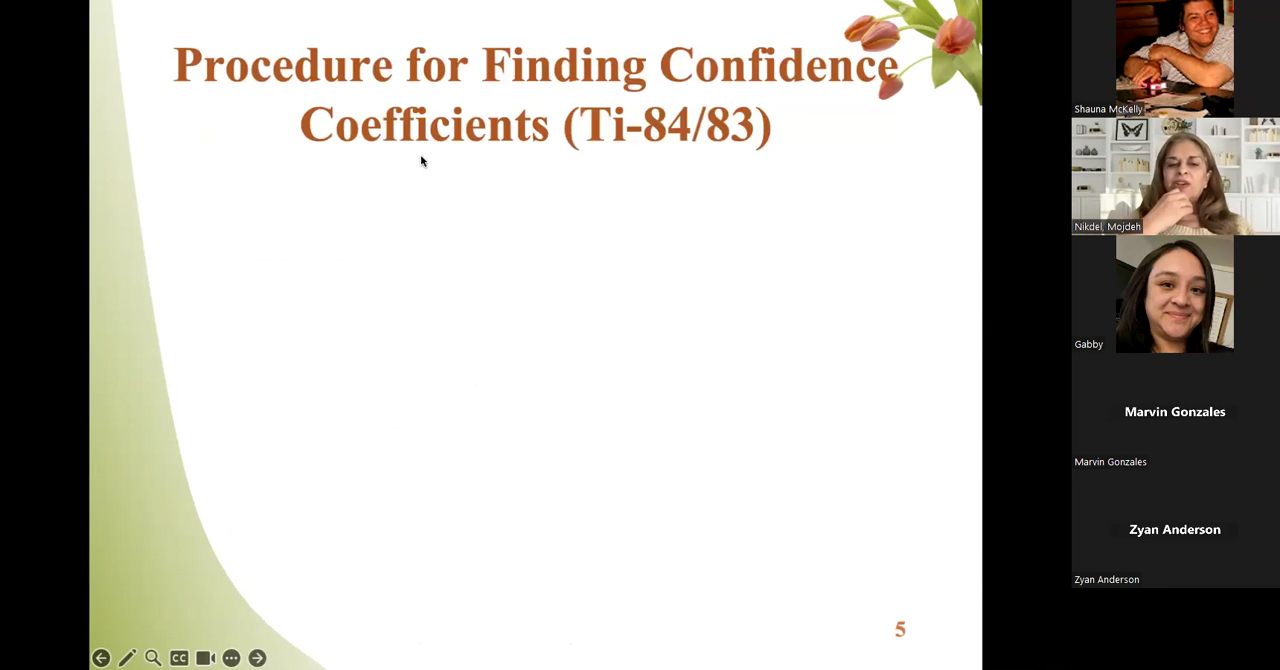 Procedure for Finding Confidence
Coefficients (Ti-84/83)
5
CC
Shauna McKelly
Nikdel, Mojdeh
Gabby
Marvin Gonzales
Marvin Gonzales
Zyan Anderson
Zyan Anderson